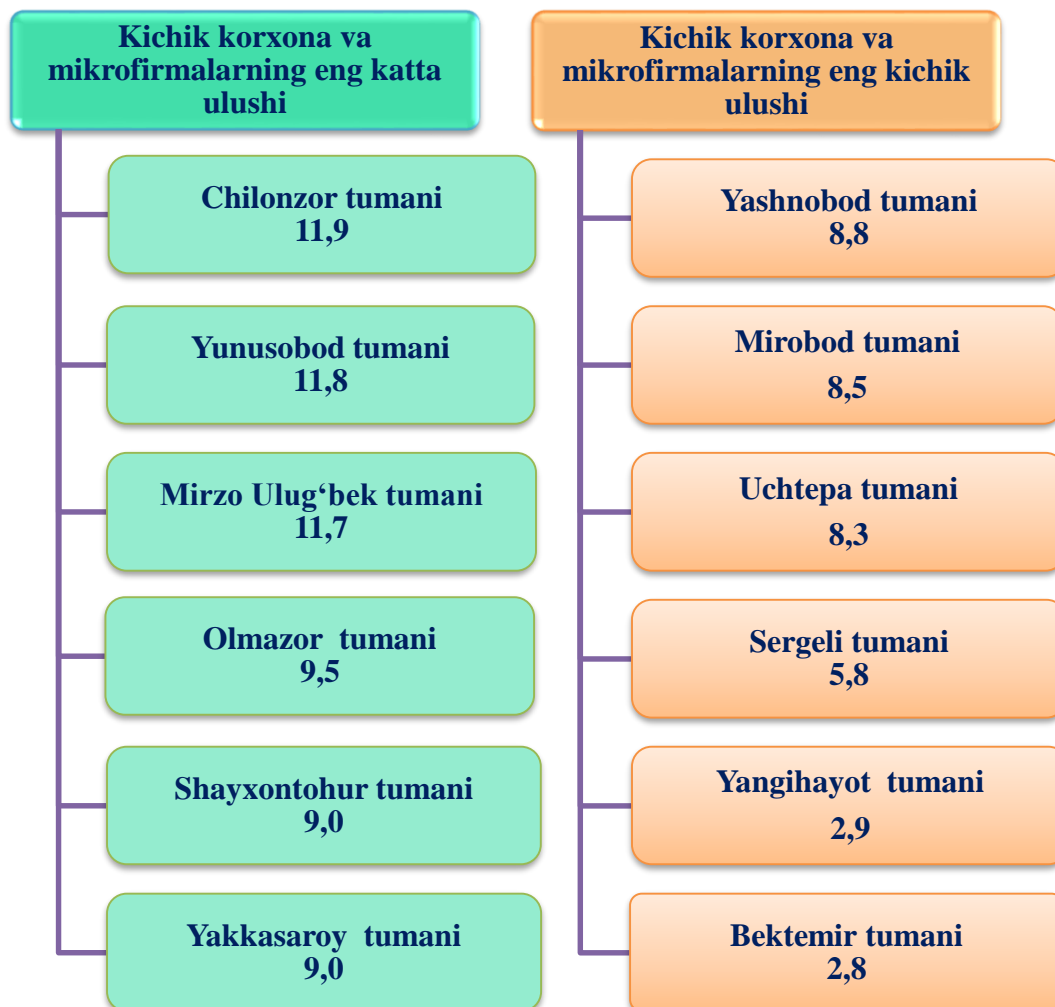 Kichik korxona va
mikrofirmalarning eng katta
ulushi
Chilonzor tumani
11,9
Yunusobod tumani
11,8
Mirzo Ulug‘bek tumani
11,7
Olmazor tumani
9,5
Shayxontohur tumani
9,0
Yakkasaroy tumani
9,0
Kichik korxona va
mikrofirmalarning eng kichik
ulushi
Yashnobod tumani
8,8
Mirobod tumani
8,5
Uchtepa tumani
8,3
Sergeli tumani
5,8
Yangihayot tumani
2,9
Bektemir tumani
2,8